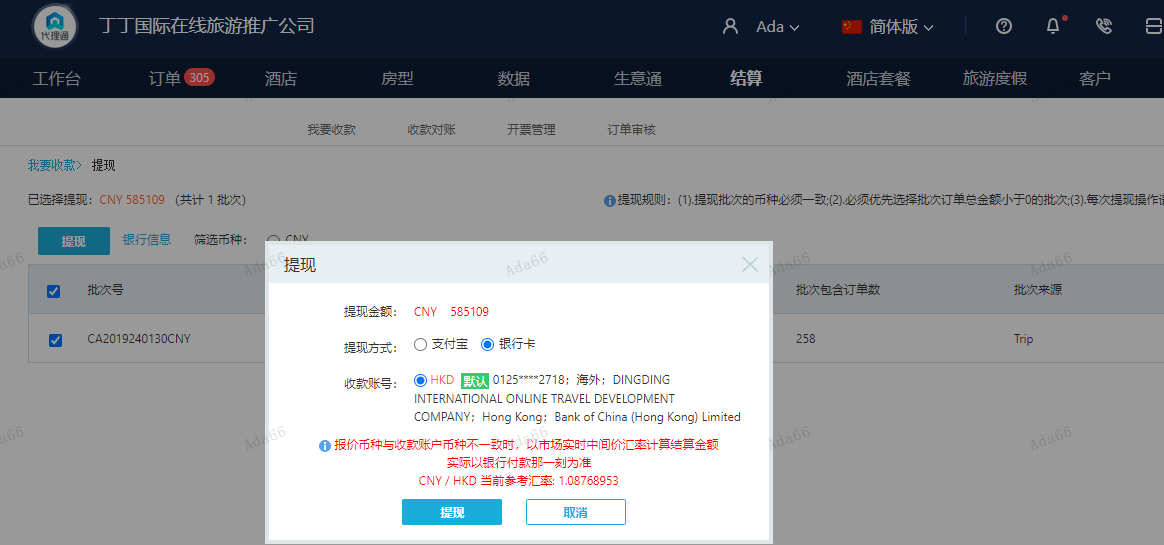 代理通
丁丁国际在线旅游推广公司
Ada
简体版
工作台
订单 305
酒店
房型
数据
生意通
结算
酒店套餐
旅游度假
客户
我要收款
收款对账
开票管理
订单审核
我要收款> 提现
已选择提现: CNY 585109 (共计 1 批次)
提现规则: (1).提现批次的币种必须一致;(2).必须优先选择批次订单总金额小于0的批次;(3).每次提现操作请
提现
银行信息
筛选币种:
CNY
提现
批次号
批次包含订单数
批次来源
CA2019240130CNY
258
Trip
提现金额: CNY 585109
提现方式: 支付宝 银行卡
收款账号: HKD 默认 0125****2718; 海外; DINGDING
INTERNATIONAL ONLINE TRAVEL DEVELOPMENT
COMPANY; Hong Kong; Bank of China (Hong Kong) Limited
报价币种与收款账户币种不一致时, 以市场实时中间价汇率计算结算金额
实际以银行付款那一刻为准
CNY / HKD 当前参考汇率: 1.08768953
提现
取消
Ada66
Ada66
Ada66
Ada66
Ada66
Ada66